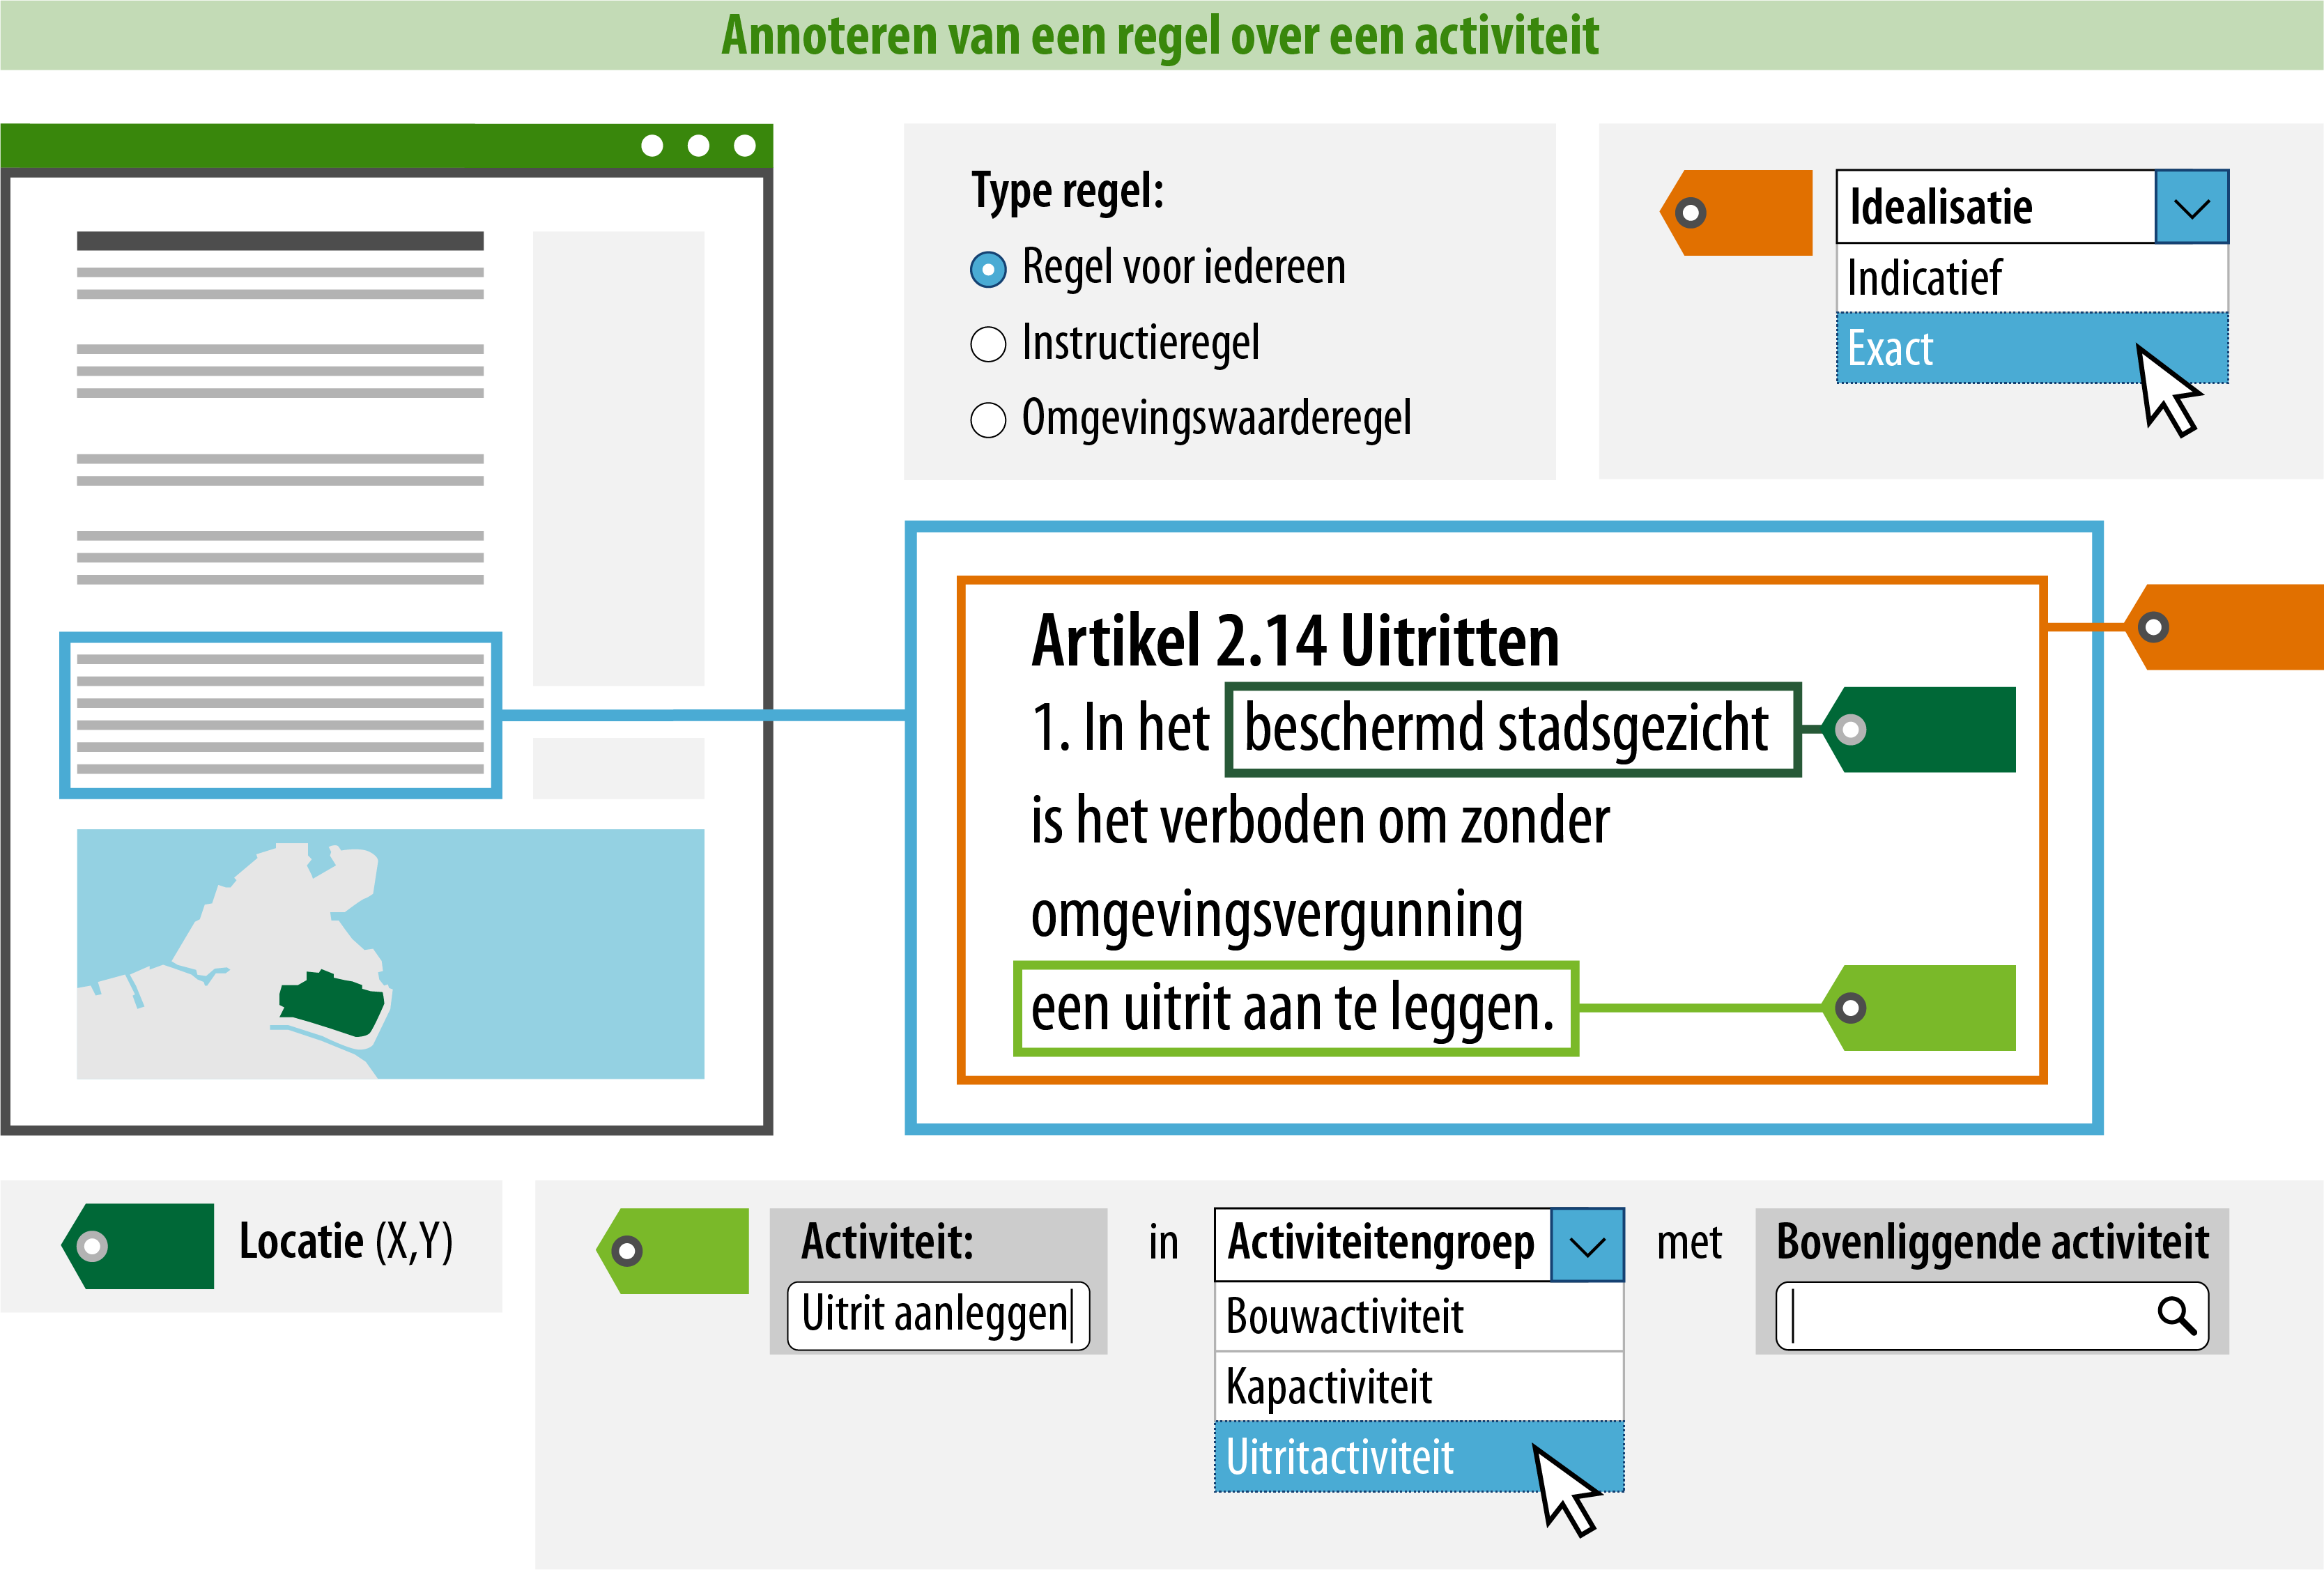 Annoteren van een regel over een activiteit
Type regel:
Regel voor iedereen
Instructieregel
Omgevingswaarderegel
Idealisatie
Indicatief
Exact
Artikel 2.14 Uitritten
1. In het beschermd stadsgezicht
is het verboden om zonder
omgevingsvergunning
een uitrit aan te leggen.
Locatie (X,Y)
Activiteit:
Uitrit aanleggen
in
Activiteitengroep
Bouwactiviteit
Kapactiviteit
Uitritactiviteit
met
Bovenliggende activiteit